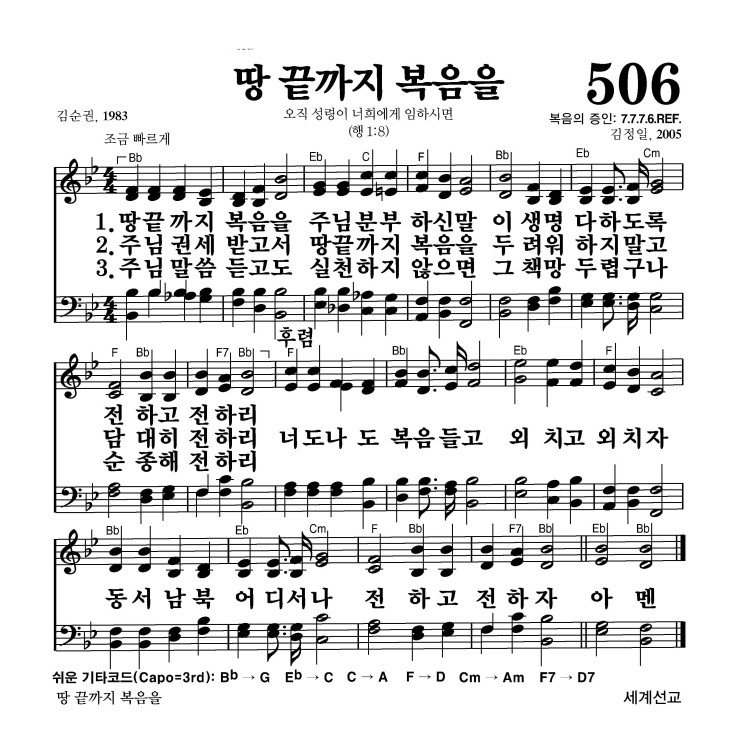 땅 끝까지 복음을
506
김순권, 1983
오직 성령이 너희에게 임하시면
(행 1:8)
복음의 증인: 7.7.7.6.REF.
김정일, 2005
조금 빠르게
Bb Eb C F Bb Eb Cm
1. 땅끝 까지 복음을 주님분부 하신말 이 생명 다하도록
2. 주님 권세 받고서 땅끝까지 복음을 두 려워 하지말고
3. 주님 말씀 듣고도 실천하지 않으면 그 책망 두렵구나
후렴
F Bb F7 Bb F Bb Eb F
전 하고 전하리
담 대히 전하리 너도나 도 복음들고 외 치고 외치자
순 종해 전하리
Bb Eb Cm F Bb F7 Bb Eb Bb
동서 남북 어디서나 전 하고 전하자 아 멘
쉬운 기타코드(Capo=3rd): Bb → G Eb → C C → A F → D Cm → Am F7 → D7
땅 끝까지 복음을
세계선교